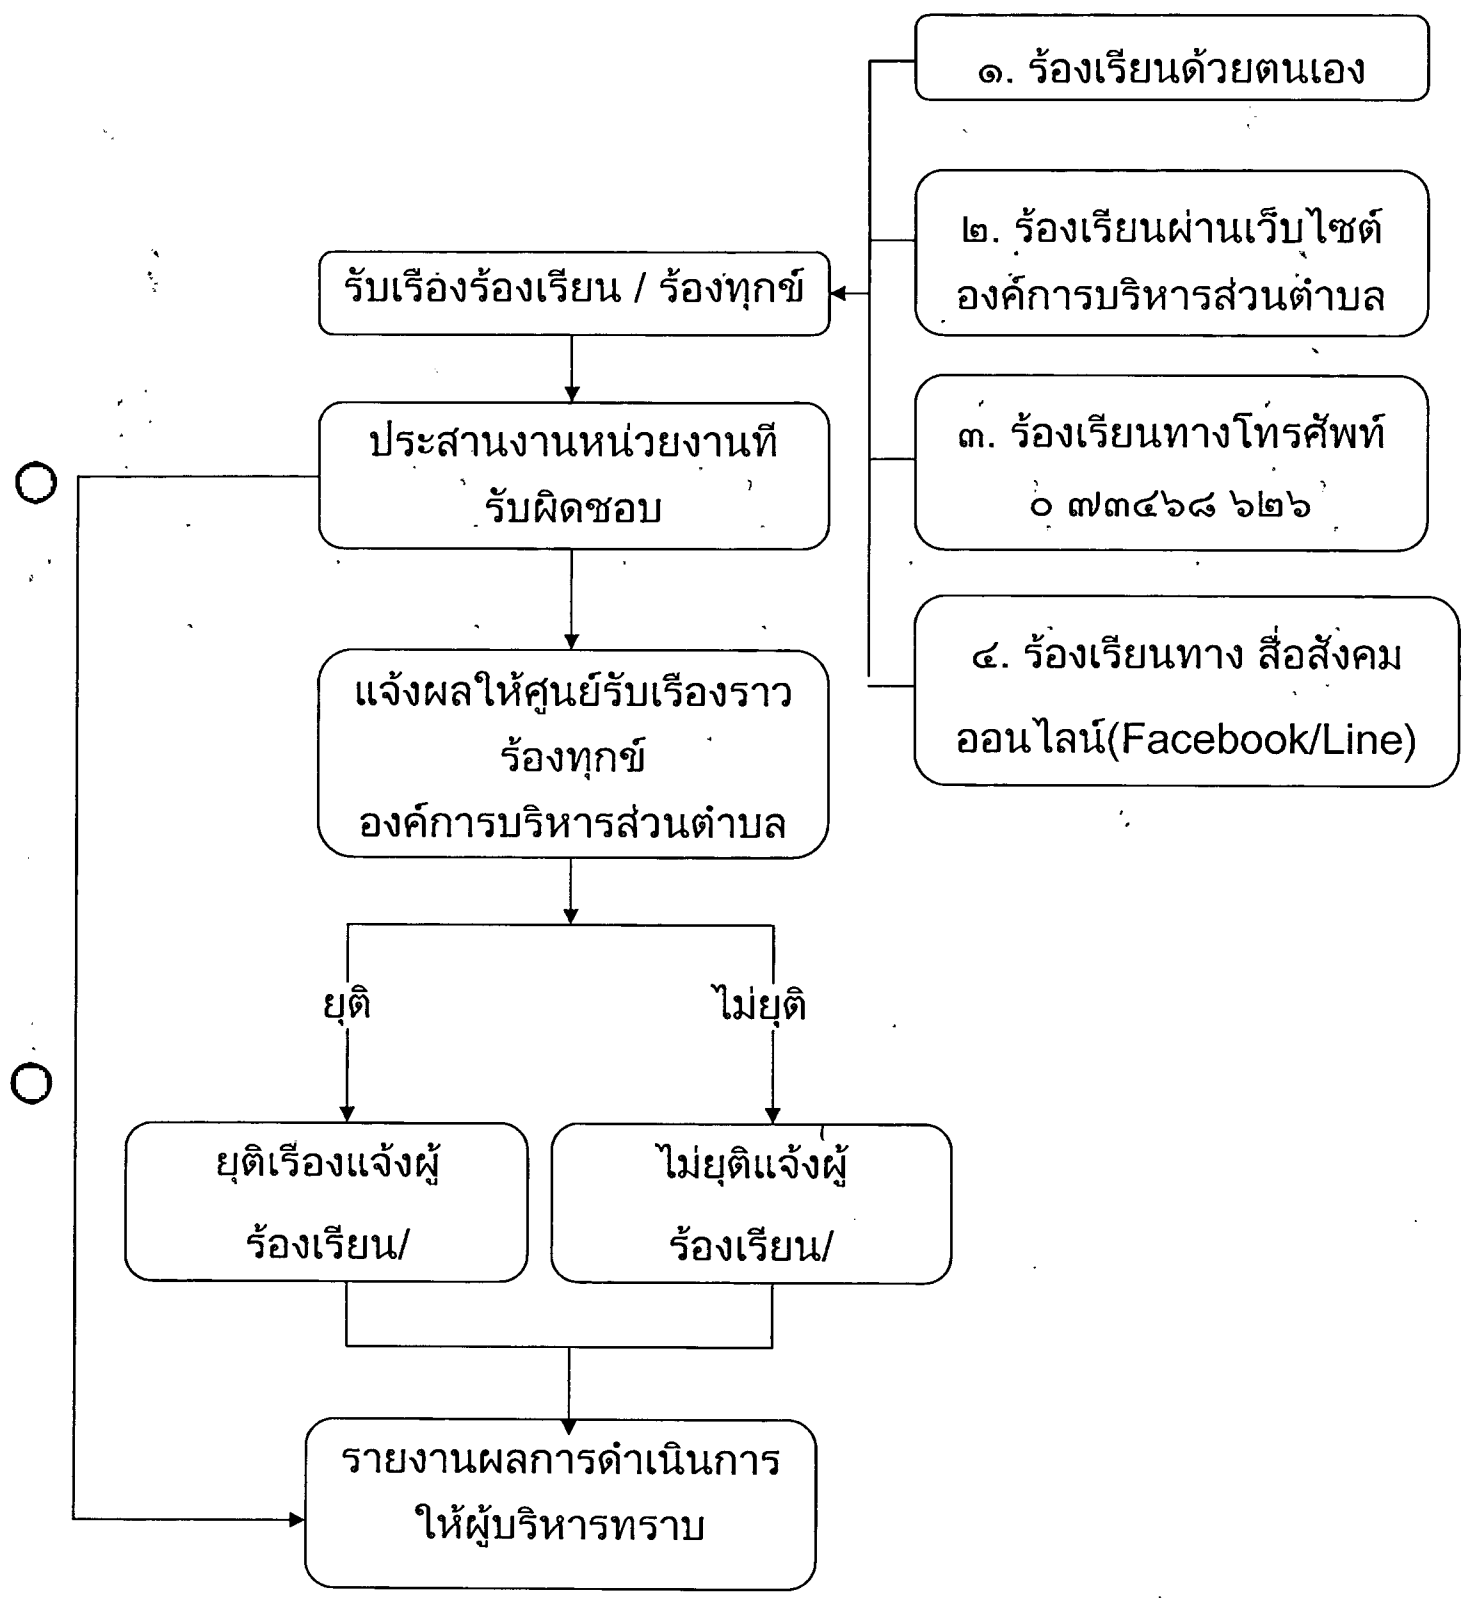 ๑. ร้องเรียนด้วยตนเอง
๒. ร้องเรียนผ่านเว็บไซต์
องค์การบริหารส่วนตำบล
รับเรื่องร้องเรียน / ร้องทุกข์
๓. ร้องเรียนทางโทรศัพท์
๐ ๗๓๔๖๘ ๖๒๖
ประสานงานหน่วยงานที่
รับผิดชอบ
๔. ร้องเรียนทาง สื่อสังคม
ออนไลน์(Facebook/Line)
แจ้งผลให้ศูนย์รับเรื่องราว
ร้องทุกข์
องค์การบริหารส่วนตำบล
ยุติ
ไม่ยุติ
ยุติเรื่องแจ้งผู้
ร้องเรียน/
ไม่ยุติแจ้งผู้
ร้องเรียน/
รายงานผลการดำเนินการ
ให้ผู้บริหารทราบ